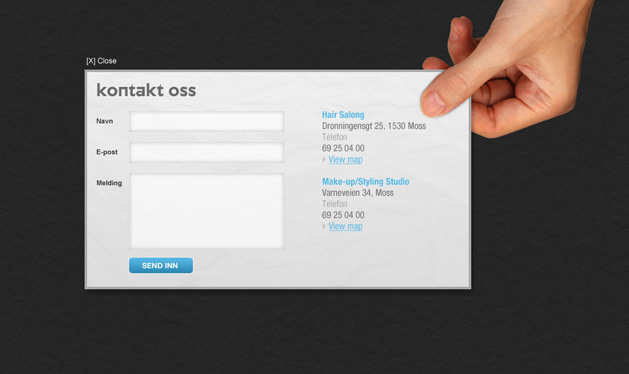 [X] Close
kontakt oss
Navn
E-post
Melding
SEND INN
Hair Salong
Dronningensgt 25, 1530 Moss
Telefon
69 25 04 00
View map
Make-up/Styling Studio
Varneveien 34, Moss
Telefon
69 25 04 00
View map